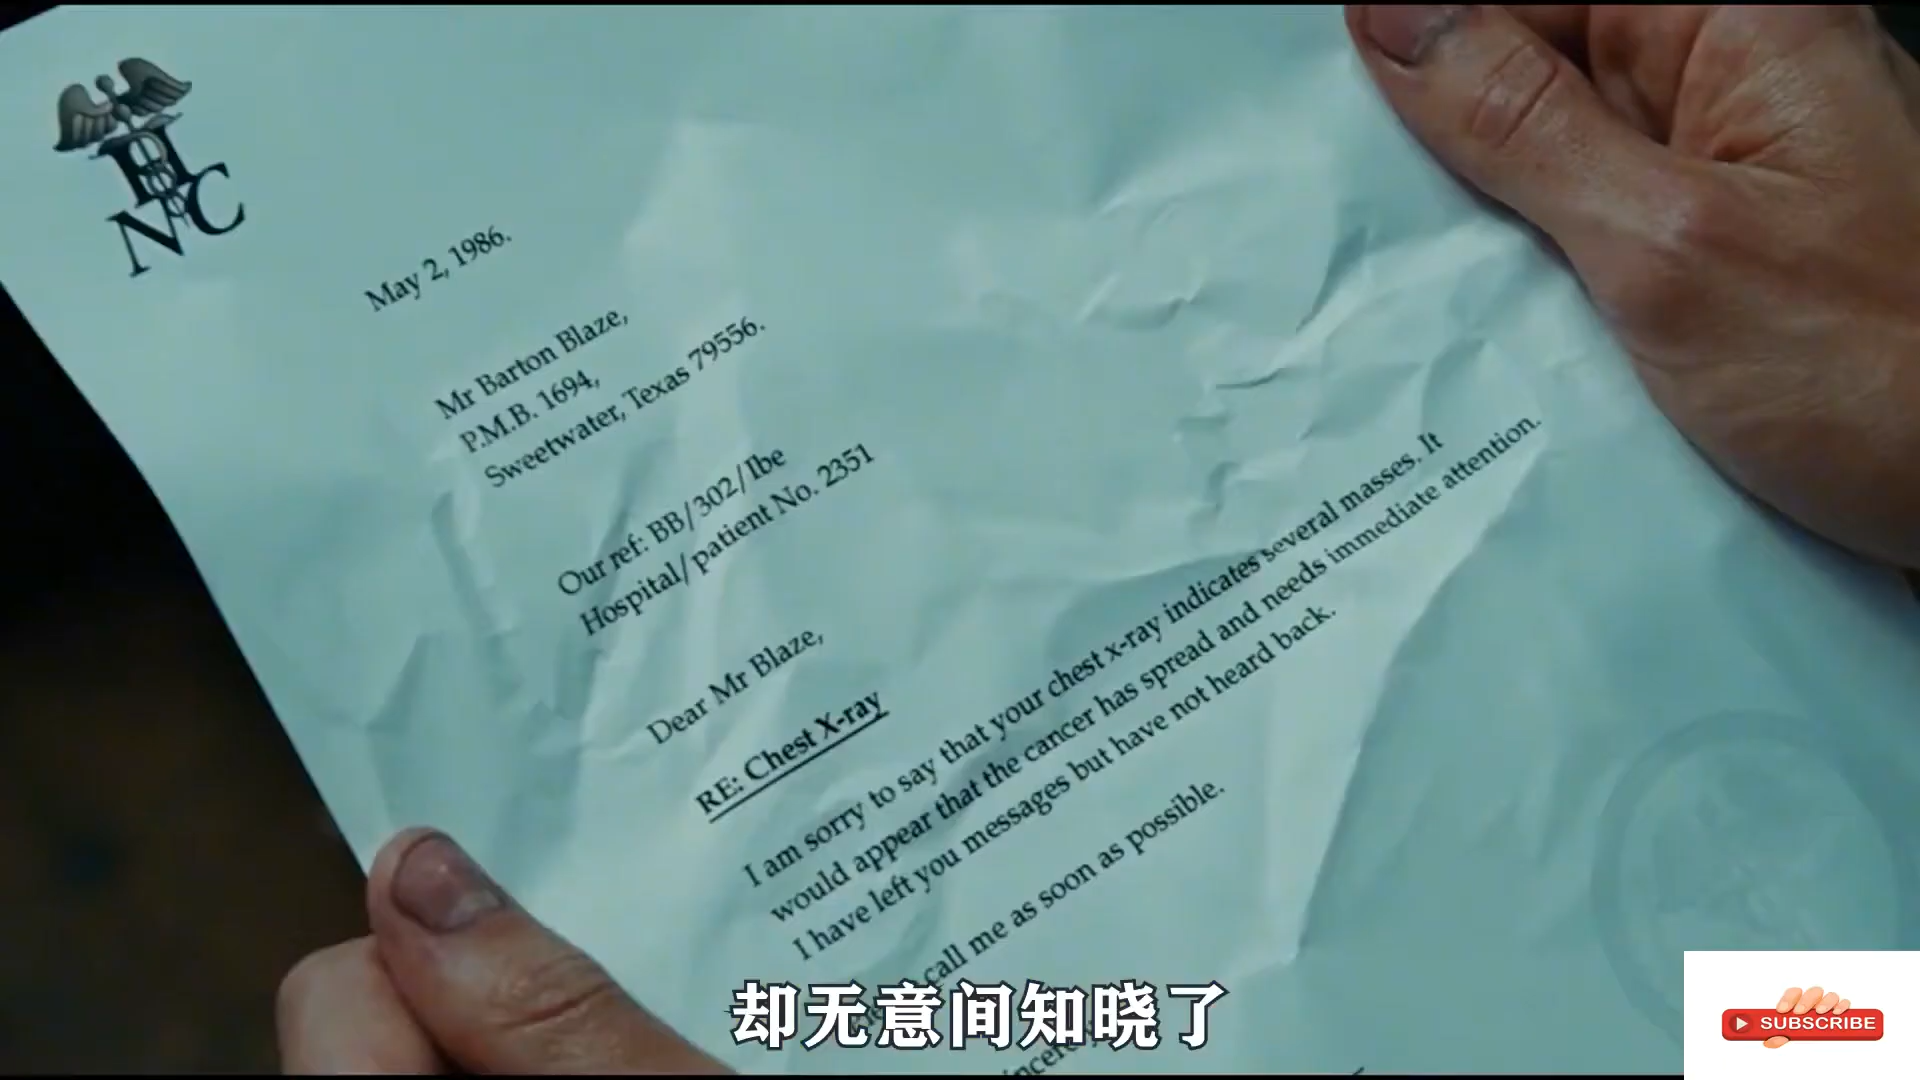 H
NC
May 2, 1986.
Mr Barton Blaze,
P.M.B. 1694,
Sweetwater, Texas 79556.
Our ref: BB/302/Ibe
Hospital/patient No. 2351
Dear Mr Blaze,
RE: Chest X-ray
I am sorry to say that your chest x-ray indicates several masses. It
would appear that the cancer has spread and needs immediate attention.
I have left you messages but have not heard back.
call me as soon as possible.
却无意间知晓了
SUBSCRIBE